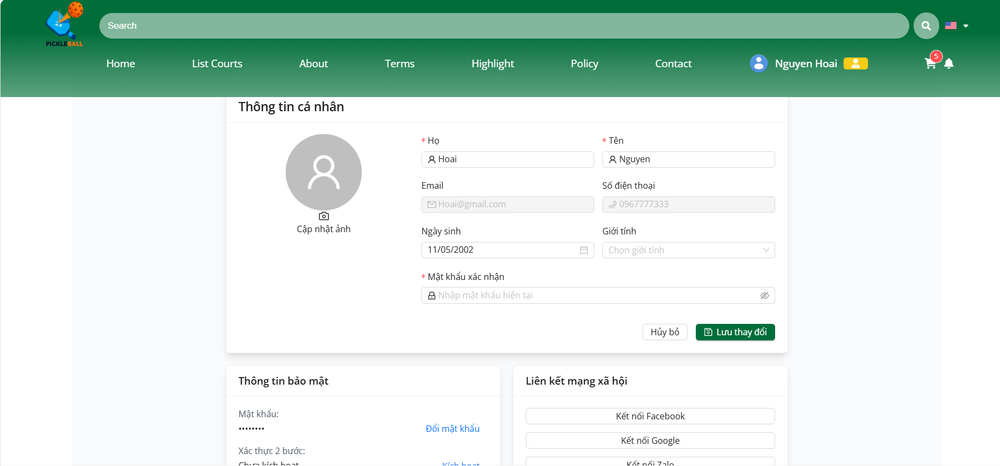 Search
PICKLEBALL
Home List Courts About Terms Highlight Policy Contact Nguyen Hoai 5
Thông tin cá nhân
* Họ * Tên
Hoai Nguyen
Email Số điện thoại
Hoai@gmail.com 0967777333
Cập nhật ảnh
Ngày sinh Giới tính
11/05/2002 Chọn giới tính
* Mật khẩu xác nhận
Nhập mật khẩu hiện tại
Hủy bỏ Lưu thay đổi
Thông tin bảo mật
Mật khẩu:
•••••••• Đổi mật khẩu
Xác thực 2 bước:
Chưa kích hoạt Kích hoạt
Liên kết mạng xã hội
Kết nối Facebook
Kết nối Google
Kết nối Zalo